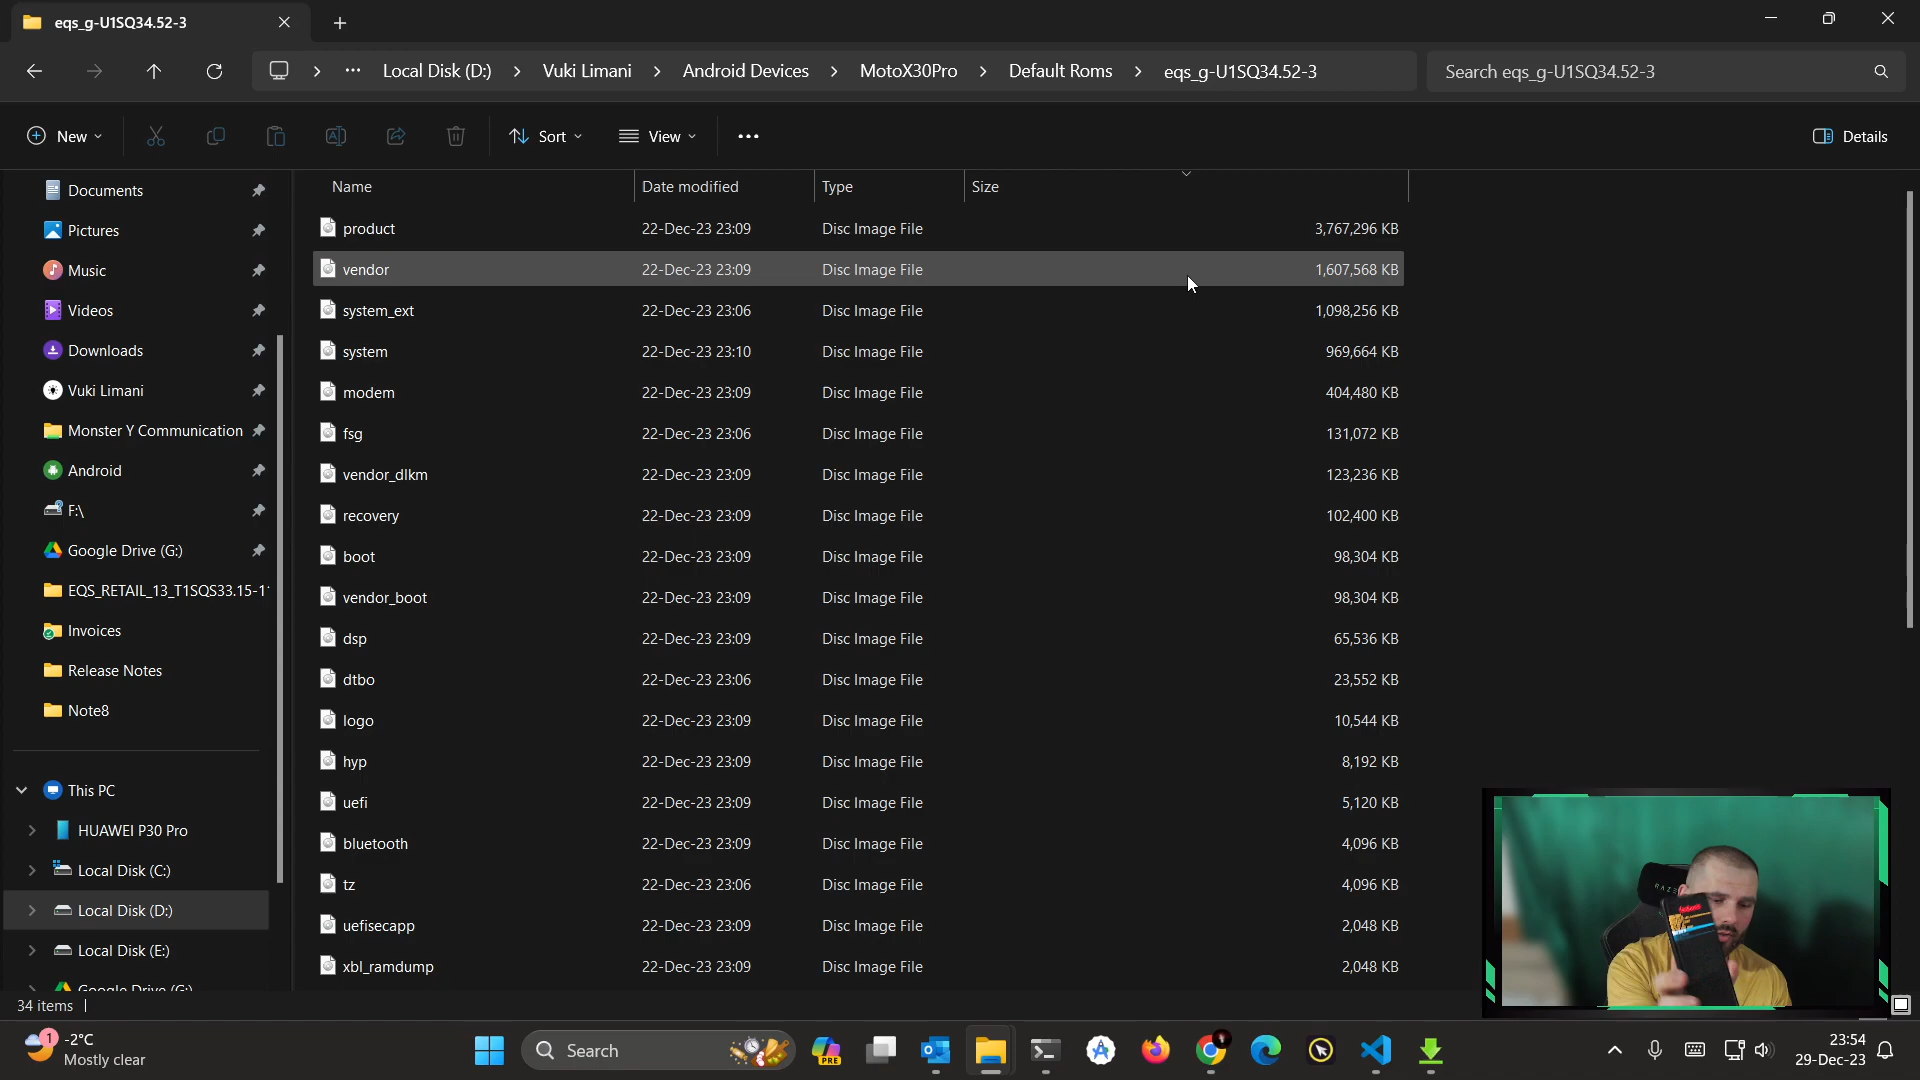 eqs_g-U1SQ34.52-3
Local Disk (D:) Vuki Limani Android Devices MotoX30Pro Default Roms eqs_g-U1SQ34.52-3 Search eqs_g-U1SQ34.52-3
New Sort View Details
Documents
Pictures
Music
Videos
Downloads
Vuki Limani
Monster Y Communication
Android
F:\
Google Drive (G:)
EQS_RETAIL_13_T1SQS33.15-1
Invoices
Release Notes
Note8
This PC
HUAWEI P30 Pro
Local Disk (C:)
Local Disk (D:)
Local Disk (E:)
Google Drive (G:)
Name Date modified Type Size
product 22-Dec-23 23:09 Disc Image File 3,767,296 KB
vendor 22-Dec-23 23:09 Disc Image File 1,607,568 KB
system_ext 22-Dec-23 23:06 Disc Image File 1,098,256 KB
system 22-Dec-23 23:10 Disc Image File 969,664 KB
modem 22-Dec-23 23:09 Disc Image File 404,480 KB
fsg 22-Dec-23 23:06 Disc Image File 131,072 KB
vendor_dlkm 22-Dec-23 23:09 Disc Image File 123,236 KB
recovery 22-Dec-23 23:09 Disc Image File 102,400 KB
boot 22-Dec-23 23:09 Disc Image File 98,304 KB
vendor_boot 22-Dec-23 23:09 Disc Image File 98,304 KB
dsp 22-Dec-23 23:09 Disc Image File 65,536 KB
dtbo 22-Dec-23 23:06 Disc Image File 23,552 KB
logo 22-Dec-23 23:09 Disc Image File 10,544 KB
hyp 22-Dec-23 23:09 Disc Image File 8,192 KB
uefi 22-Dec-23 23:09 Disc Image File 5,120 KB
bluetooth 22-Dec-23 23:09 Disc Image File 4,096 KB
tz 22-Dec-23 23:06 Disc Image File 4,096 KB
uefisecapp 22-Dec-23 23:09 Disc Image File 2,048 KB
xbl_ramdump 22-Dec-23 23:09 Disc Image File 2,048 KB
34 items
1
-2°C
Mostly clear
Search
PRE
23:54
29-Dec-23